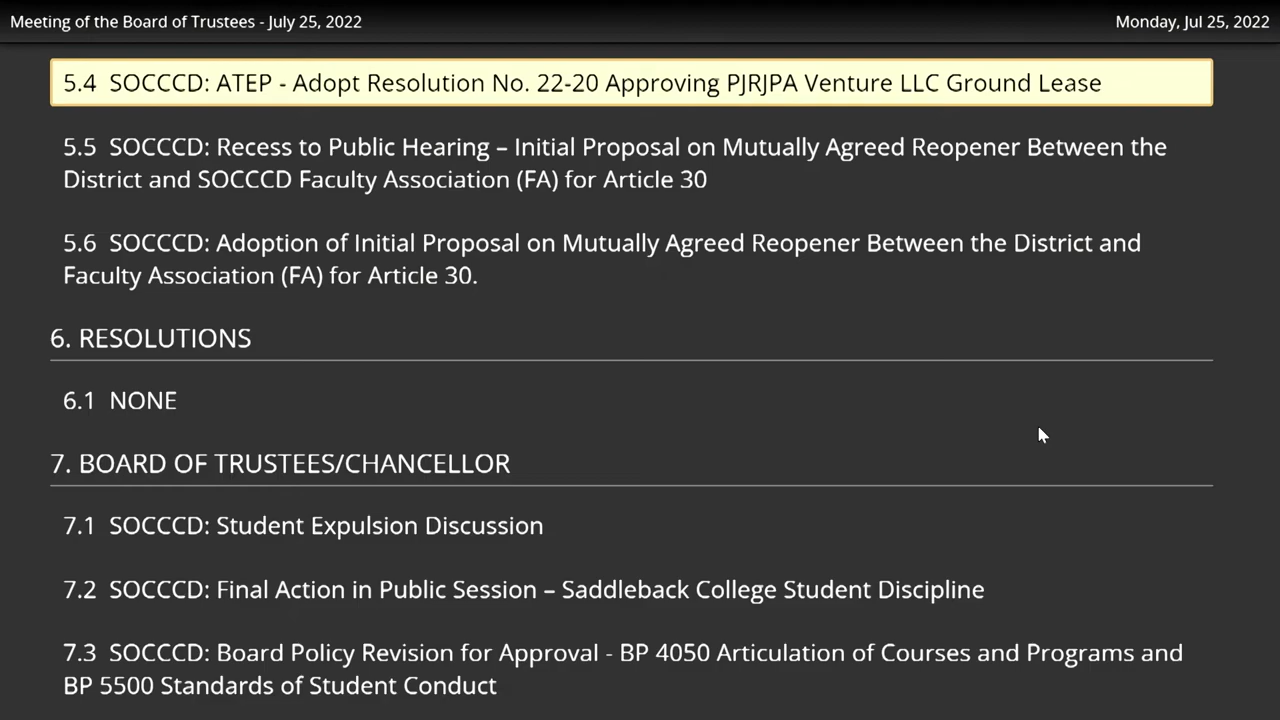 Meeting of the Board of Trustees - July 25, 2022
Monday, Jul 25, 2022
5.4 SOCCCD: ATEP - Adopt Resolution No. 22-20 Approving PJRJPA Venture LLC Ground Lease
5.5 SOCCCD: Recess to Public Hearing – Initial Proposal on Mutually Agreed Reopener Between the
District and SOCCCD Faculty Association (FA) for Article 30
5.6 SOCCCD: Adoption of Initial Proposal on Mutually Agreed Reopener Between the District and
Faculty Association (FA) for Article 30.
6. RESOLUTIONS
6.1 NONE
7. BOARD OF TRUSTEES/CHANCELLOR
7.1 SOCCCD: Student Expulsion Discussion
7.2 SOCCCD: Final Action in Public Session – Saddleback College Student Discipline
7.3 SOCCCD: Board Policy Revision for Approval - BP 4050 Articulation of Courses and Programs and
BP 5500 Standards of Student Conduct